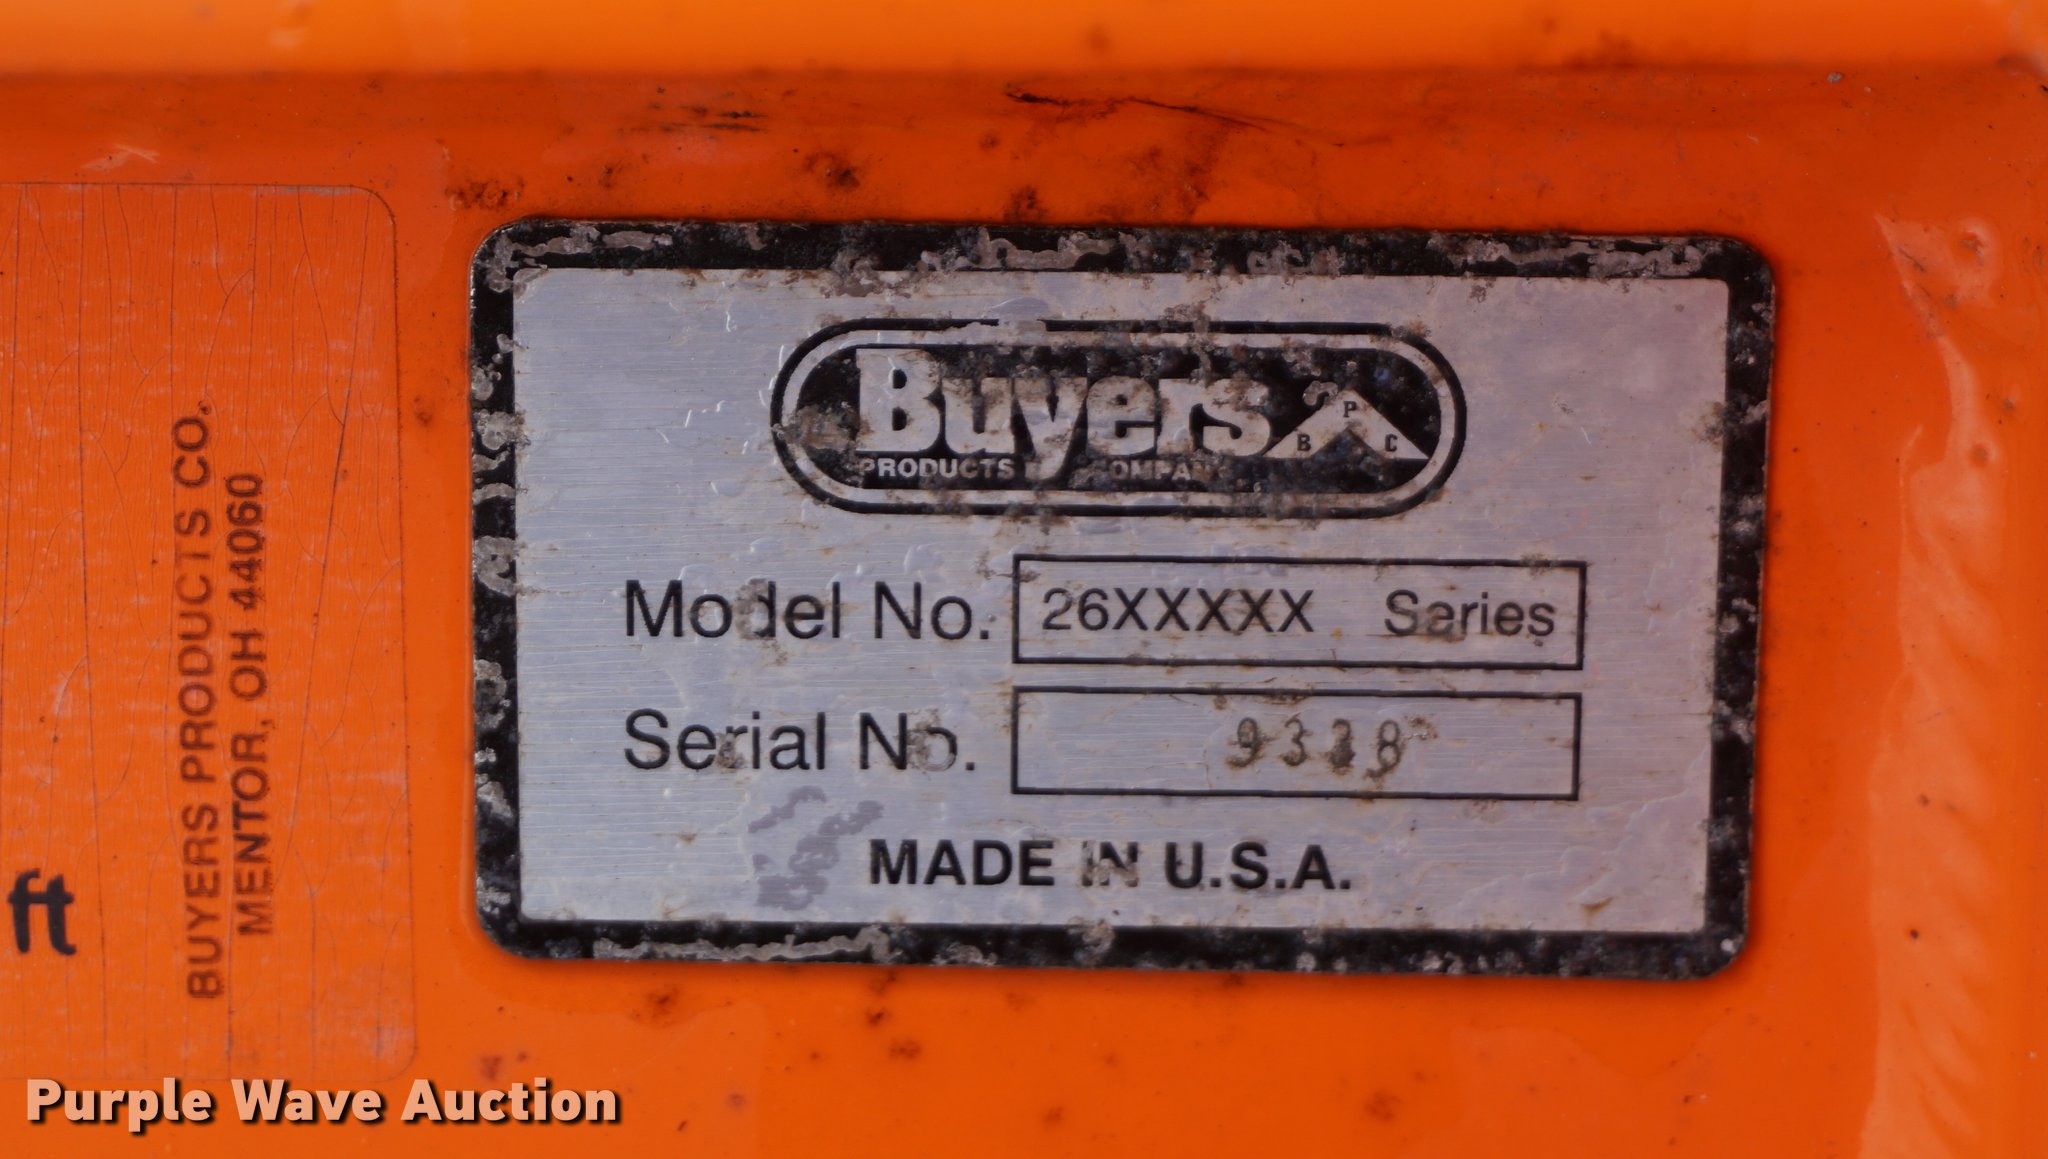 BUYERS PRODUCTS CO.
MENTOR, OH 44060
ft
Buyers
PRODUCTS COMPANY
B P C
Model No. 26XXXXX Series
Serial No.
MADE IN U.S.A.
Purple Wave Auction